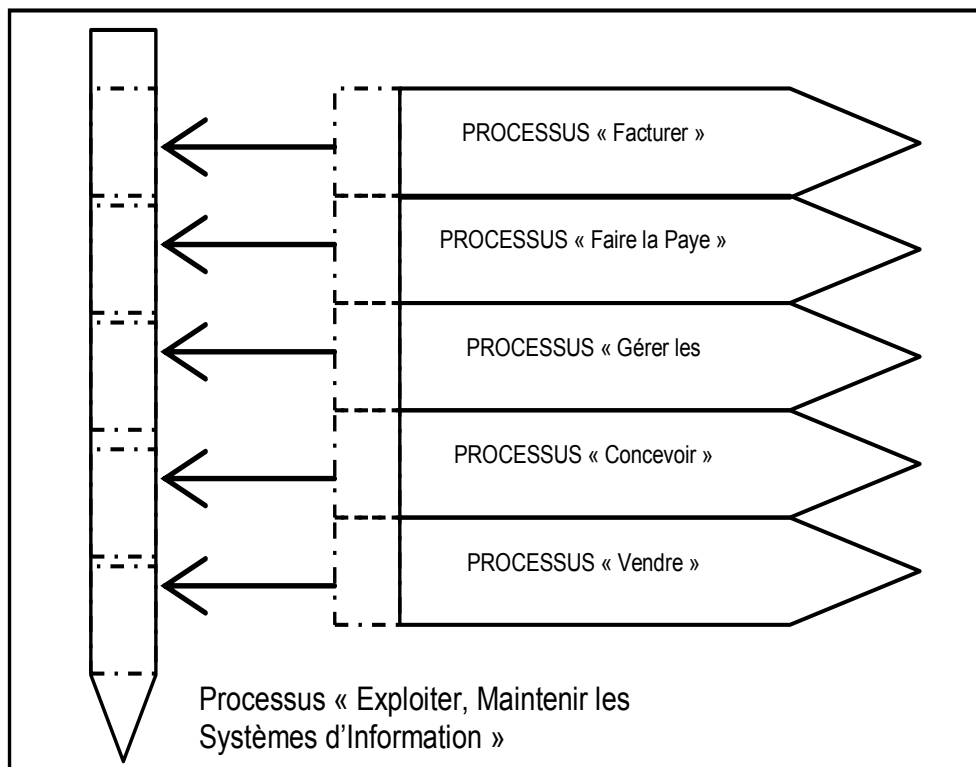 PROCESSUS « Facturer »
PROCESSUS « Faire la Paye »
PROCESSUS « Gérer les
PROCESSUS « Concevoir »
PROCESSUS « Vendre »
Processus « Exploiter, Maintenir les
Systèmes d’Information »